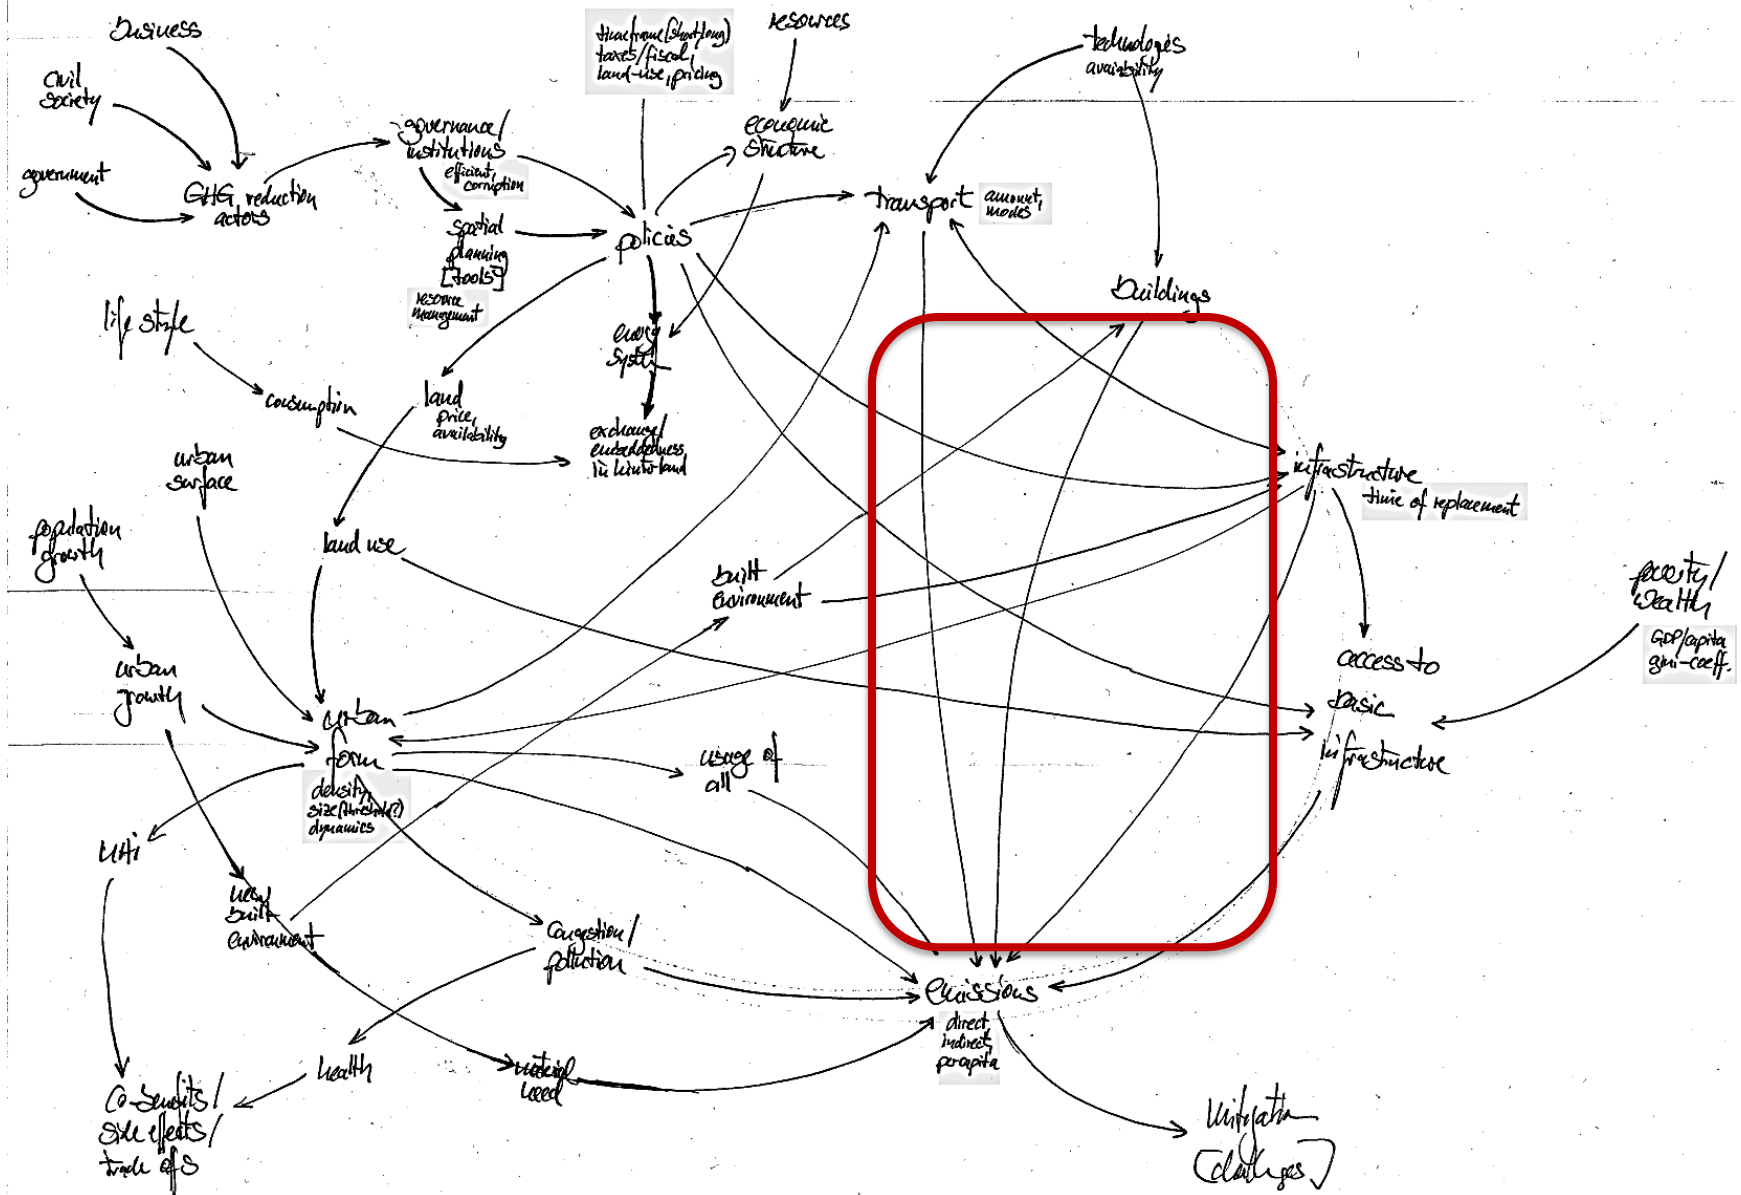 business
resources
timeframe (short/long)
taxes/fiscal,
land-use, pricing
technologies
availability
civil
society
governance/
institutions
efficient,
corruption
economic
structure
government
GHG reduction
actors
spatial
planning
[tools]
resource
management
policies
transport
amount,
modes
buildings
life style
energy
system
consumption
land
price,
availability
exchange/
embeddedness
in hinterland
urban
surface
infrastructure
time of replacement
population
growth
land use
built
environment
poverty/
wealth
GDP/capita
gini-coeff.
urban
growth
access to
basic
infrastructure
urban
form
density,
size (threshold?)
dynamics
usage of
all
UHI
new
built
environment
congestion/
pollution
emissions
direct,
indirect,
percapita
health
material
need
co-benefits/
side effects/
trade offs
mitigation